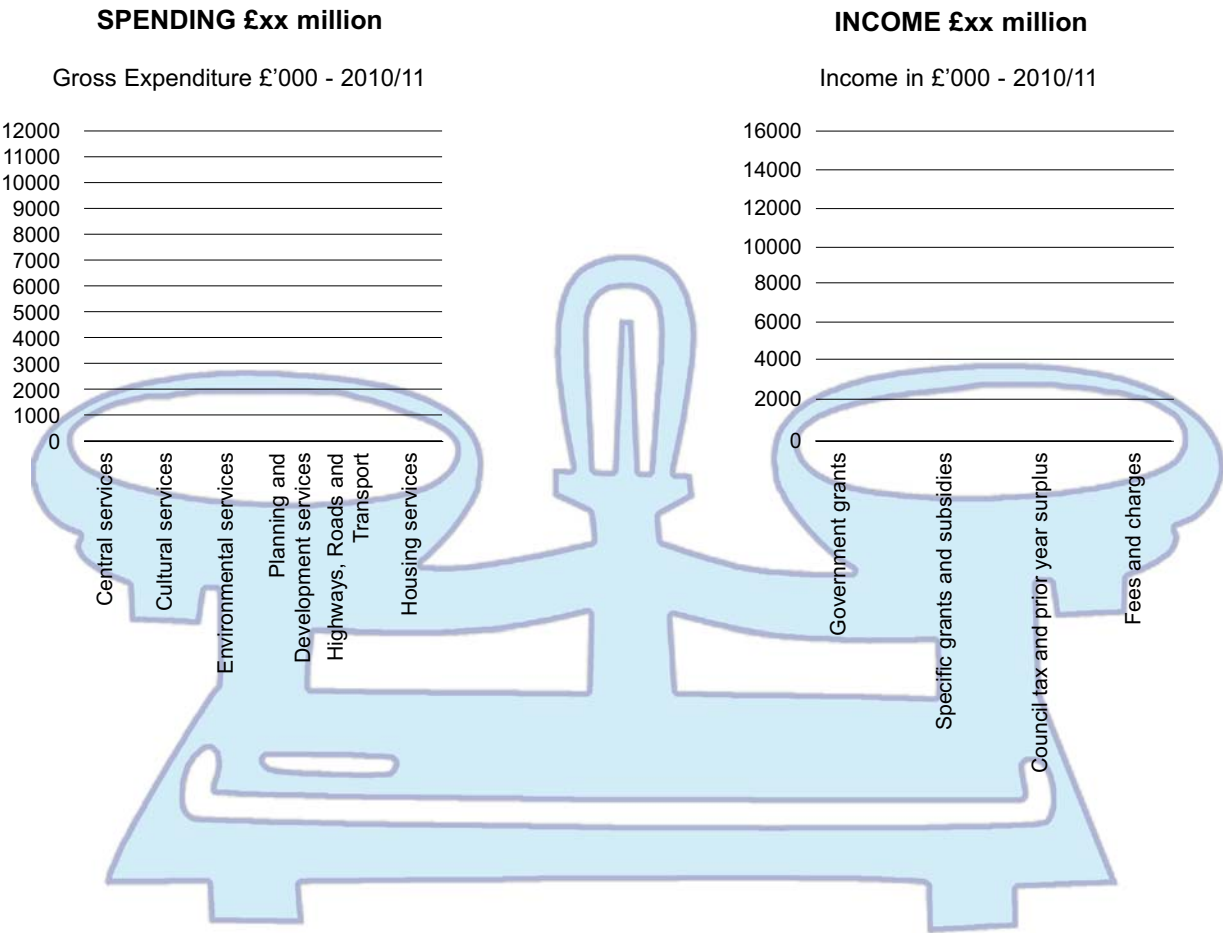 SPENDING £xx million
Gross Expenditure £’000 - 2010/11
12000
11000
10000
9000
8000
7000
6000
5000
4000
3000
2000
1000
0
Central services
Cultural services
Environmental services
Planning and
Development services
Highways, Roads and
Transport
Housing services
INCOME £xx million
Income in £’000 - 2010/11
16000
14000
12000
10000
8000
6000
4000
2000
0
Government grants
Specific grants and subsidies
Council tax and prior year surplus
Fees and charges